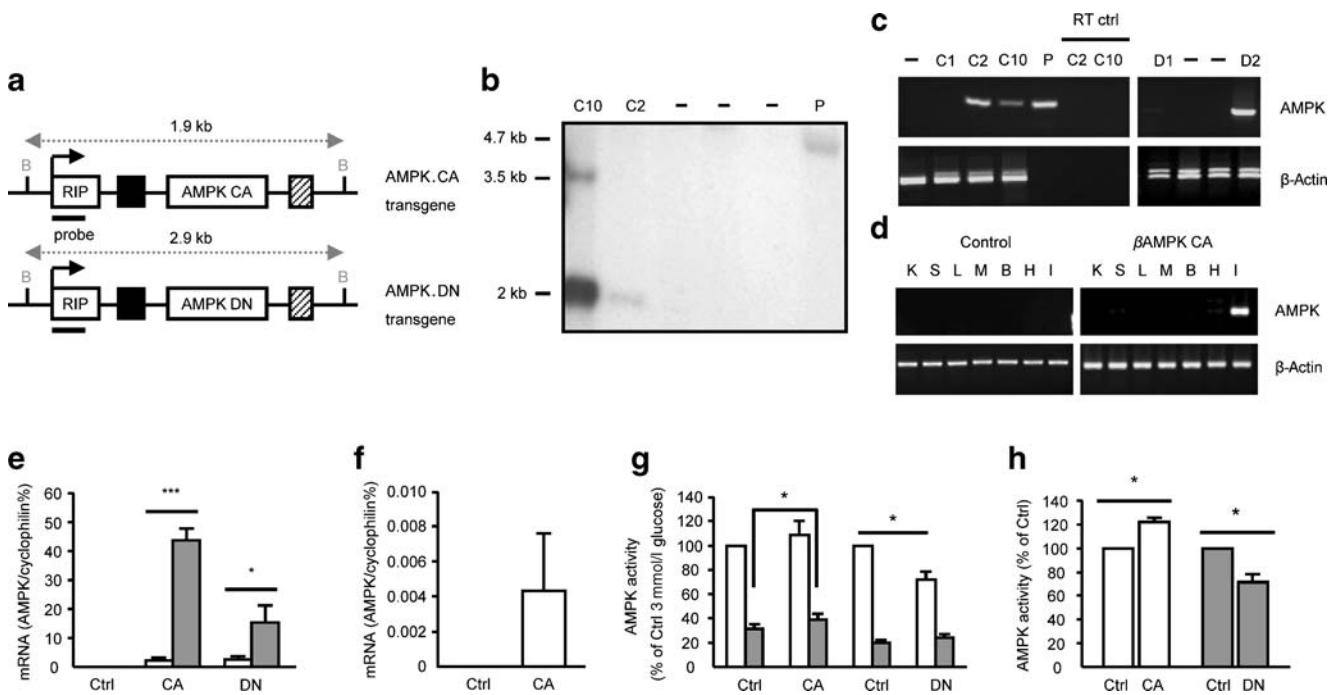 a
1.9 kb
B
B
RIP
AMPK CA
probe
AMPK.CA
transgene
2.9 kb
B
B
RIP
AMPK DN
AMPK.DN
transgene
b
C10 C2 – – – P
4.7 kb
3.5 kb
2 kb
c
RT ctrl
– C1 C2 C10 P C2 C10 D1 – – D2
AMPK
β-Actin
d
Control βAMPK CA
K S L M B H I K S L M B H I
AMPK
β-Actin
e
mRNA (AMPK/cyclophilin%)
60
50
40
30
20
10
0
***
*
Ctrl CA DN
f
mRNA (AMPK/cyclophilin%)
0.010
0.008
0.006
0.004
0.002
0
Ctrl CA
g
AMPK activity
(% of Ctrl 3 mmol/l glucose)
140
120
100
80
60
40
20
0
*
*
Ctrl CA Ctrl DN
h
AMPK activity (% of Ctrl)
140
120
100
80
60
40
20
0
*
*
Ctrl CA Ctrl DN